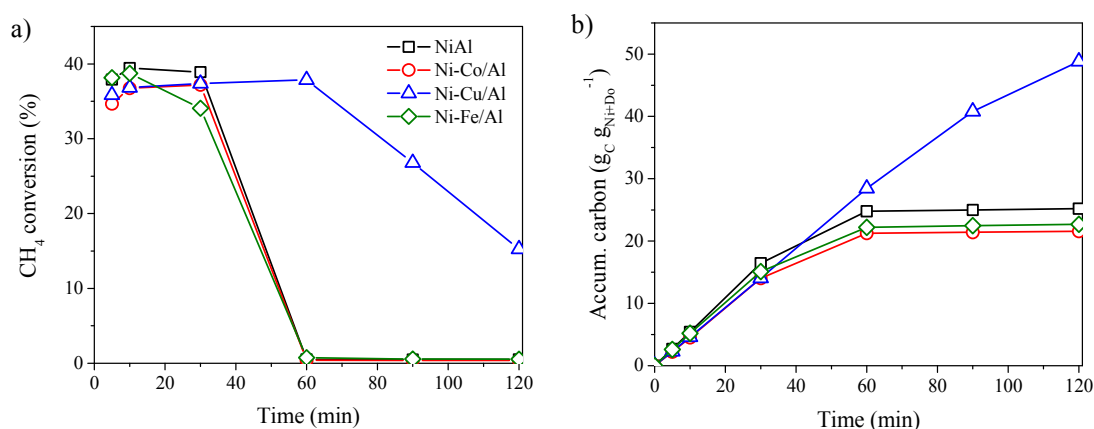 a)
CH₄ conversion (%)
40
30
20
10
0
0 20 40 60 80 100 120
Time (min)
NiAl
Ni-Co/Al
Ni-Cu/Al
Ni-Fe/Al
b)
Accum. carbon (g_C g_Ni+Do⁻¹)
50
40
30
20
10
0
0 20 40 60 80 100 120
Time (min)